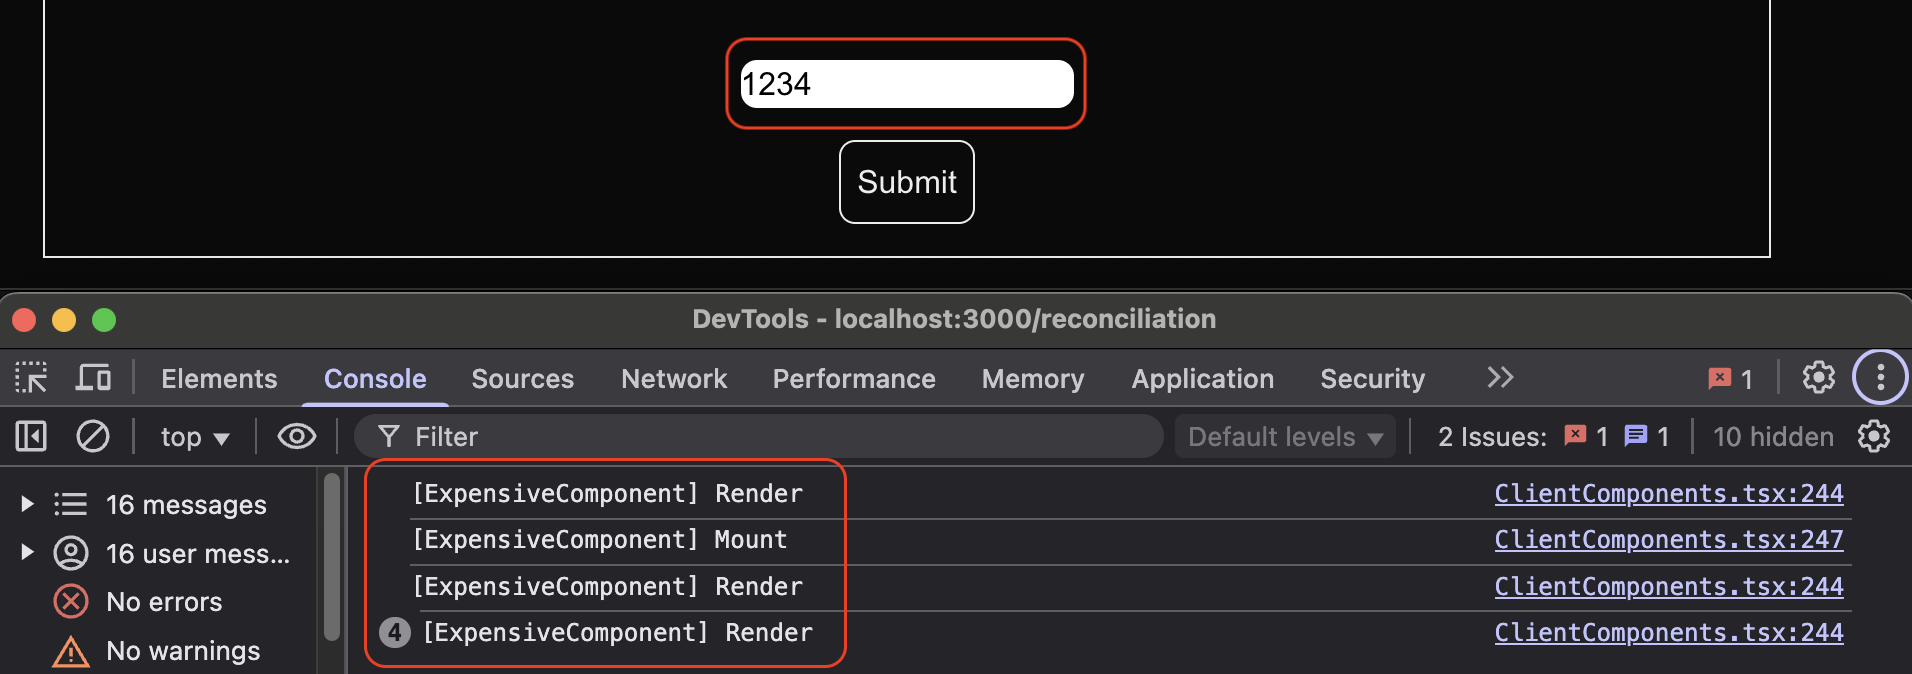 1234
Submit
DevTools - localhost:3000/reconciliation
Elements Console Sources Network Performance Memory Application Security 1
top Filter Default levels 2 Issues: 1 1 10 hidden
16 messages
16 user mess...
No errors
No warnings
[ExpensiveComponent] Render ClientComponents.tsx:244
[ExpensiveComponent] Mount ClientComponents.tsx:247
[ExpensiveComponent] Render ClientComponents.tsx:244
4 [ExpensiveComponent] Render ClientComponents.tsx:244